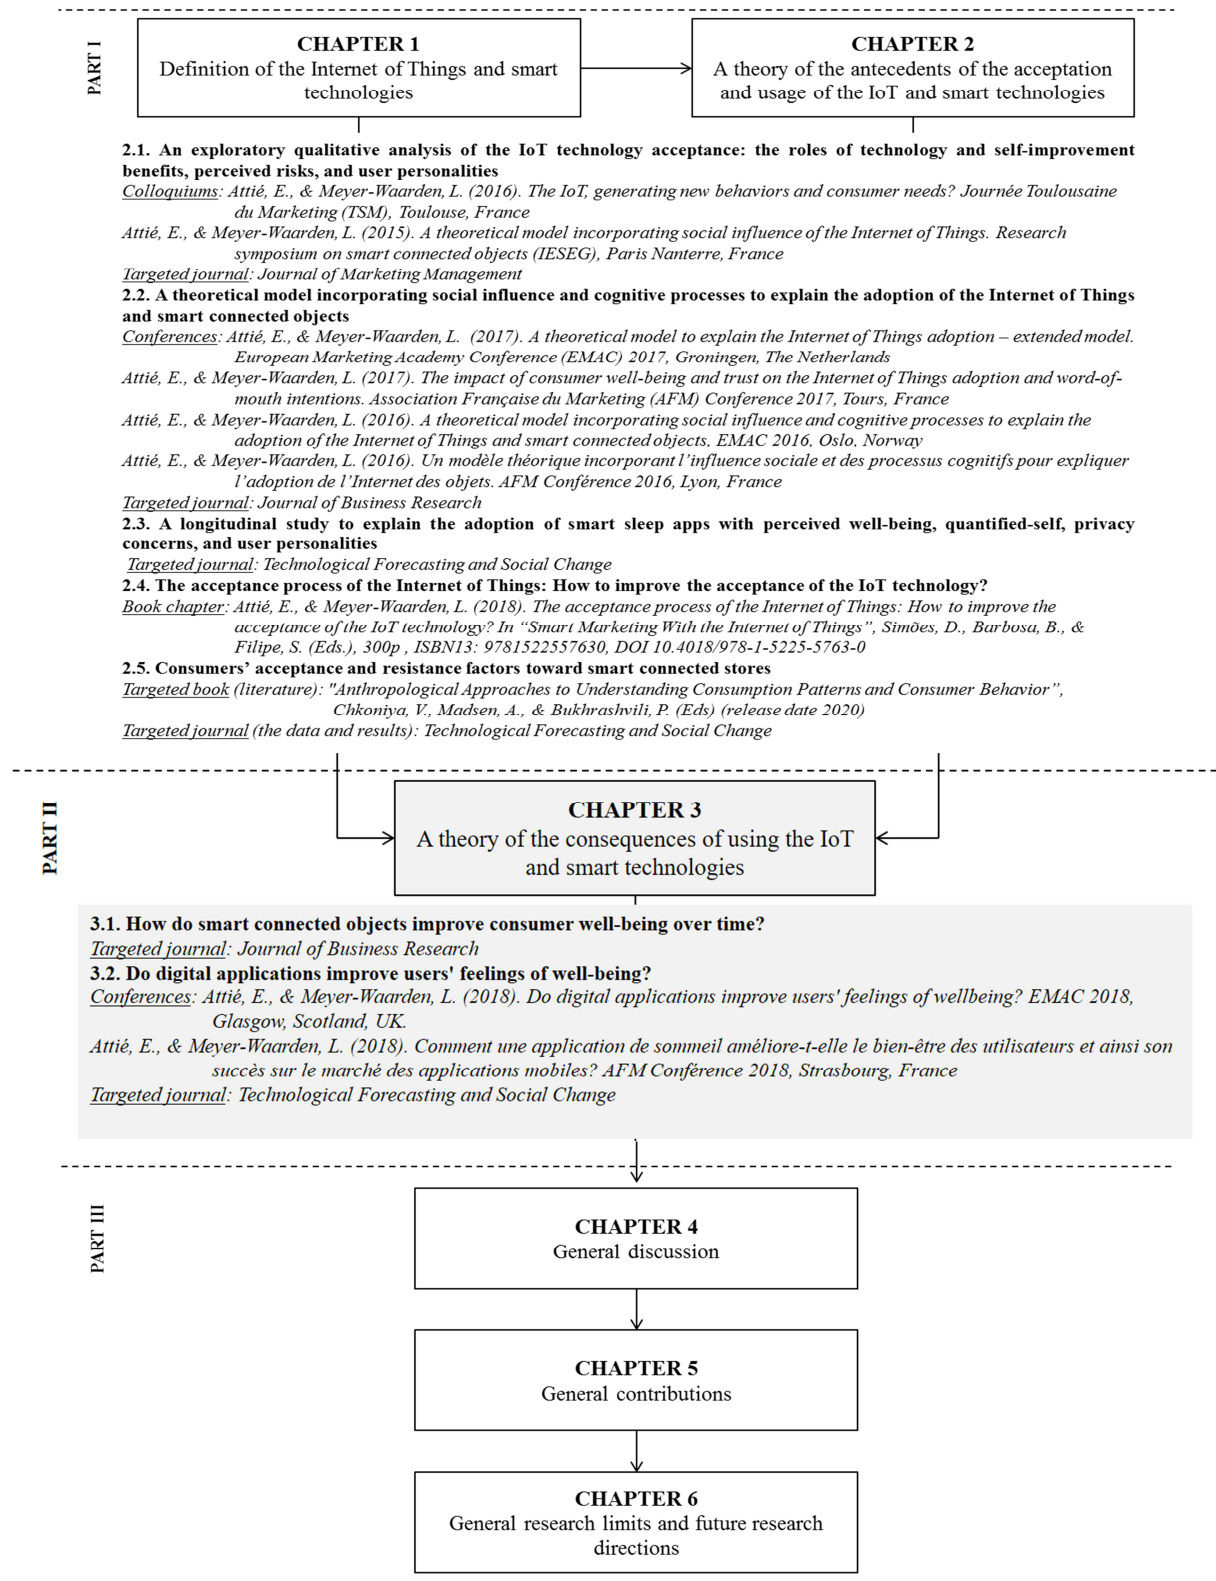 PART I
CHAPTER 1
Definition of the Internet of Things and smart
technologies
CHAPTER 2
A theory of the antecedents of the acceptation
and usage of the IoT and smart technologies
2.1. An exploratory qualitative analysis of the IoT technology acceptance: the roles of technology and self-improvement
benefits, perceived risks, and user personalities
Colloquiums: Attié, E., & Meyer-Waarden, L. (2016). The IoT, generating new behaviors and consumer needs? Journée Toulousaine
du Marketing (TSM), Toulouse, France
Attié, E., & Meyer-Waarden, L. (2015). A theoretical model incorporating social influence of the Internet of Things. Research
symposium on smart connected objects (IESEG), Paris Nanterre, France
Targeted journal: Journal of Marketing Management
2.2. A theoretical model incorporating social influence and cognitive processes to explain the adoption of the Internet of Things
and smart connected objects
Conferences: Attié, E., & Meyer-Waarden, L. (2017). A theoretical model to explain the Internet of Things adoption – extended model.
European Marketing Academy Conference (EMAC) 2017, Groningen, The Netherlands
Attié, E., & Meyer-Waarden, L. (2017). The impact of consumer well-being and trust on the Internet of Things adoption and word-of-
mouth intentions. Association Française du Marketing (AFM) Conference 2017, Tours, France
Attié, E., & Meyer-Waarden, L. (2016). A theoretical model incorporating social influence and cognitive processes to explain the
adoption of the Internet of Things and smart connected objects, EMAC 2016, Oslo, Norway
Attié, E., & Meyer-Waarden, L. (2016). Un modèle théorique incorporant l’influence sociale et des processus cognitifs pour expliquer
l’adoption de l’Internet des objets. AFM Conférence 2016, Lyon, France
Targeted journal: Journal of Business Research
2.3. A longitudinal study to explain the adoption of smart sleep apps with perceived well-being, quantified-self, privacy
concerns, and user personalities
Targeted journal: Technological Forecasting and Social Change
2.4. The acceptance process of the Internet of Things: How to improve the acceptance of the IoT technology?
Book chapter: Attié, E., & Meyer-Waarden, L. (2018). The acceptance process of the Internet of Things: How to improve the
acceptance of the IoT technology? In “Smart Marketing With the Internet of Things”, Simões, D., Barbosa, B., &
Filipe, S. (Eds.), 300p , ISBN13: 9781522557630, DOI 10.4018/978-1-5225-5763-0
2.5. Consumers’ acceptance and resistance factors toward smart connected stores
Targeted book (literature): "Anthropological Approaches to Understanding Consumption Patterns and Consumer Behavior”,
Chkoniya, V., Madsen, A., & Bukhrashvili, P. (Eds) (release date 2020)
Targeted journal (the data and results): Technological Forecasting and Social Change
PART II
CHAPTER 3
A theory of the consequences of using the IoT
and smart technologies
3.1. How do smart connected objects improve consumer well-being over time?
Targeted journal: Journal of Business Research
3.2. Do digital applications improve users' feelings of well-being?
Conferences: Attié, E., & Meyer-Waarden, L. (2018). Do digital applications improve users' feelings of wellbeing? EMAC 2018,
Glasgow, Scotland, UK.
Attié, E., & Meyer-Waarden, L. (2018). Comment une application de sommeil améliore-t-elle le bien-être des utilisateurs et ainsi son
succès sur le marché des applications mobiles? AFM Conférence 2018, Strasbourg, France
Targeted journal: Technological Forecasting and Social Change
PART III
CHAPTER 4
General discussion
CHAPTER 5
General contributions
CHAPTER 6
General research limits and future research
directions